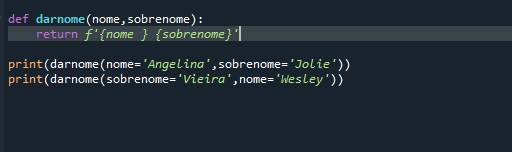 def darnome(nome,sobrenome):
    return f'{nome } {sobrenome}'
print(darnome(nome='Angelina',sobrenome='Jolie'))
print(darnome(sobrenome='Vieira',nome='Wesley'))